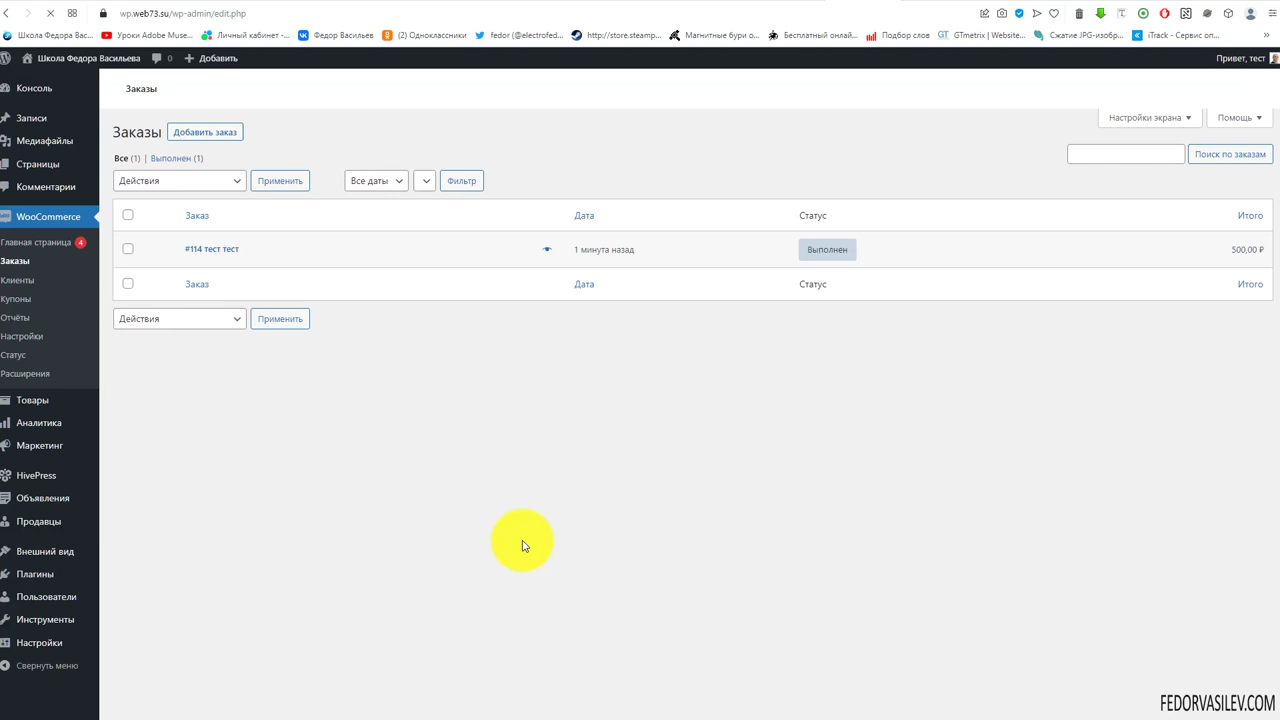 wp.web73.su/wp-admin/edit.php
Школа Федора Вас...
Уроки Adobe Muse...
Личный кабинет -...
Федор Васильев
(2) Одноклассники
fedor (@electrofed...
http://store.steamp...
Магнитные бури о...
Бесплатный онлай...
Подбор слов
GTmetrix | Website...
Сжатие JPG-изоб...
iTrack - Сервис оп...
Школа Федора Васильева
0
Добавить
Привет, тест
Консоль
Записи
Медиафайлы
Страницы
Комментарии
WooCommerce
Главная страница 4
Заказы
Клиенты
Купоны
Отчёты
Настройки
Статус
Расширения
Товары
Аналитика
Маркетинг
HivePress
Объявления
Продавцы
Внешний вид
Плагины
Пользователи
Инструменты
Настройки
Свернуть меню
Заказы
Настройки экрана
Помощь
Заказы
Добавить заказ
Все (1) | Выполнен (1)
Поиск по заказам
Действия
Применить
Все даты
Фильтр
Заказ Дата Статус Итого
#114 тест тест 1 минута назад Выполнен 500,00 ₽
Заказ Дата Статус Итого
Действия
Применить
FEDORVASILEV.COM